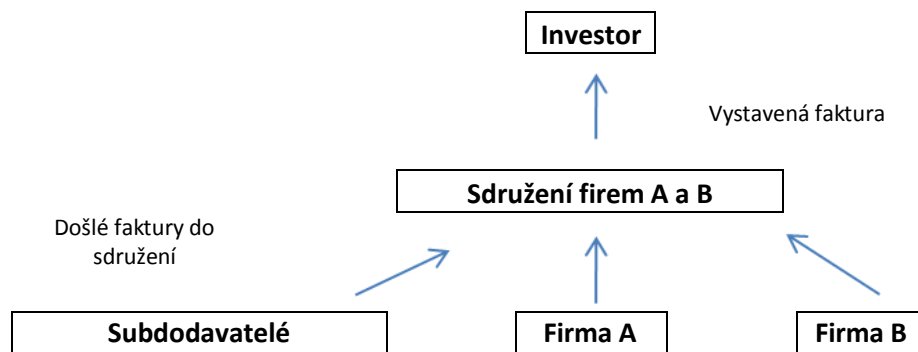 Investor
Vystavená faktura
Sdružení firem A a B
Došlé faktury do
sdružení
Subdodavatelé
Firma A
Firma B